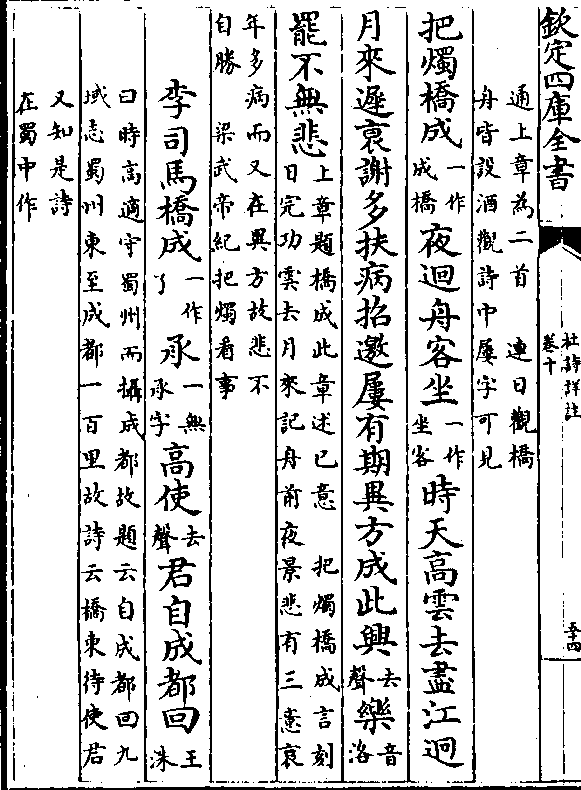 欽定四庫全書
杜詩詳註
卷十
五十四
通上章為二首　連日觀橋
舟皆設酒觀詩中屢字可見
把燭橋成一作成橋夜迴舟客坐一作坐客時天高雲去盡江迥
月來遲衰謝多扶病招邀屢有期異方成此興去聲樂音洛
罷不無悲上章題橋成此章述已意　把燭橋成言刻
日完功雲去月來記舟前夜景悲有三意衰
年多病而又在異方故悲不
自勝　梁武帝紀把燭看事
李司馬橋成一作了承一無承字高使去聲君自成都回王洙
曰時高適守蜀州而攝成都故題云自成都回九
域志蜀州東至成都一百里故詩云橋東待使君
又知是詩
在蜀中作